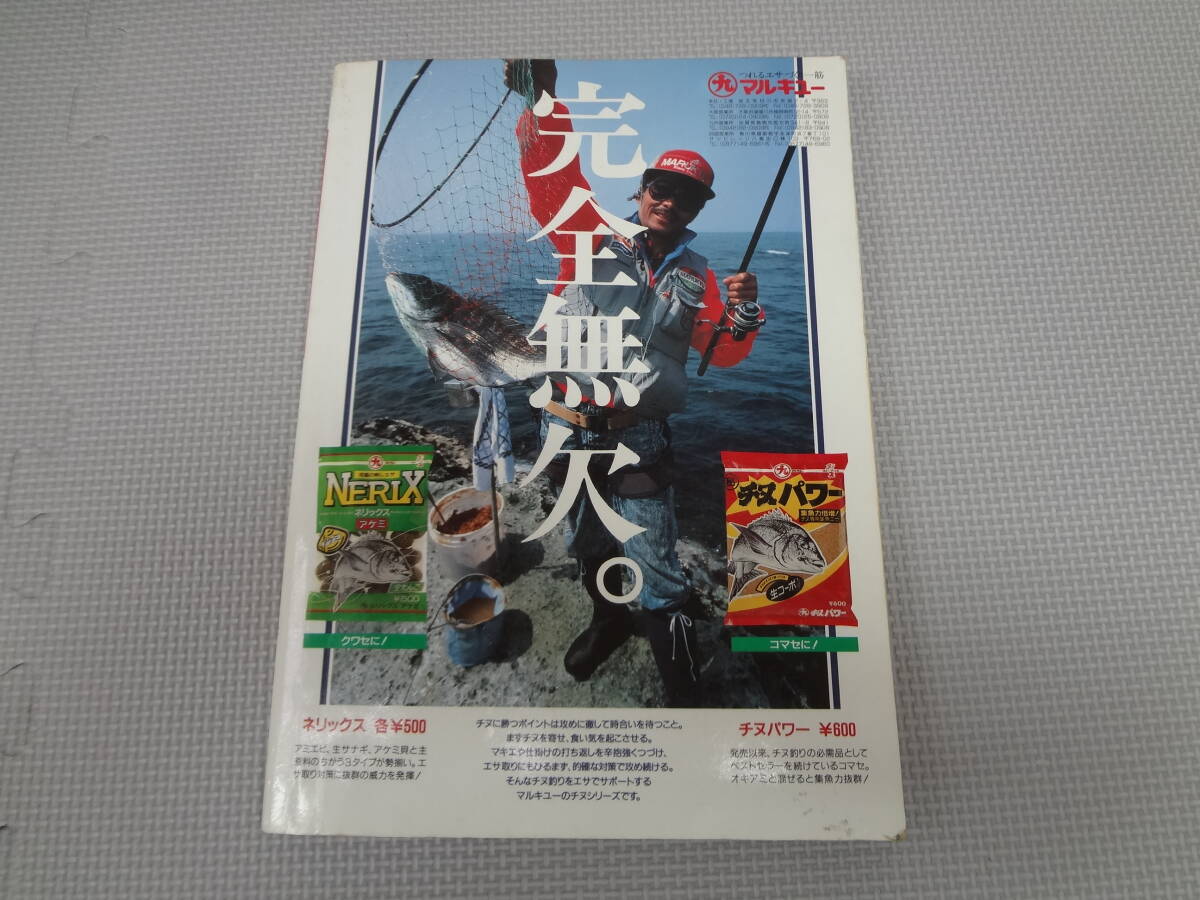 つれるエサづくり一筋
マルキユー
完全無欠。
MARUKYU
NERIX
ネリックス
アケミ
クワセに!
チヌパワー
集魚力倍増!
生コーボ
¥600
チヌパワー
コマセに!
ネリックス 各¥500
アミエビ、生サナギ、アケミ貝と主
原料のちがう3タイプが勢揃い。エ
サ取り対策に抜群の威力を発揮!
チヌに勝つポイントは攻めに徹して時合いを待つこと。
まずチヌを寄せ、食い気を起こさせる。
マキエや仕掛けの打ち返しを辛抱強くつづけ、
エサ取りにもひるまず、的確な対策で攻め続ける。
そんなチヌ釣りをエサでサポートする
マルキユーのチヌシリーズです。
チヌパワー ¥600
発売以来、チヌ釣りの必需品として
ベストセラーを続けているコマセ。
オキアミと混ぜると集魚力抜群!